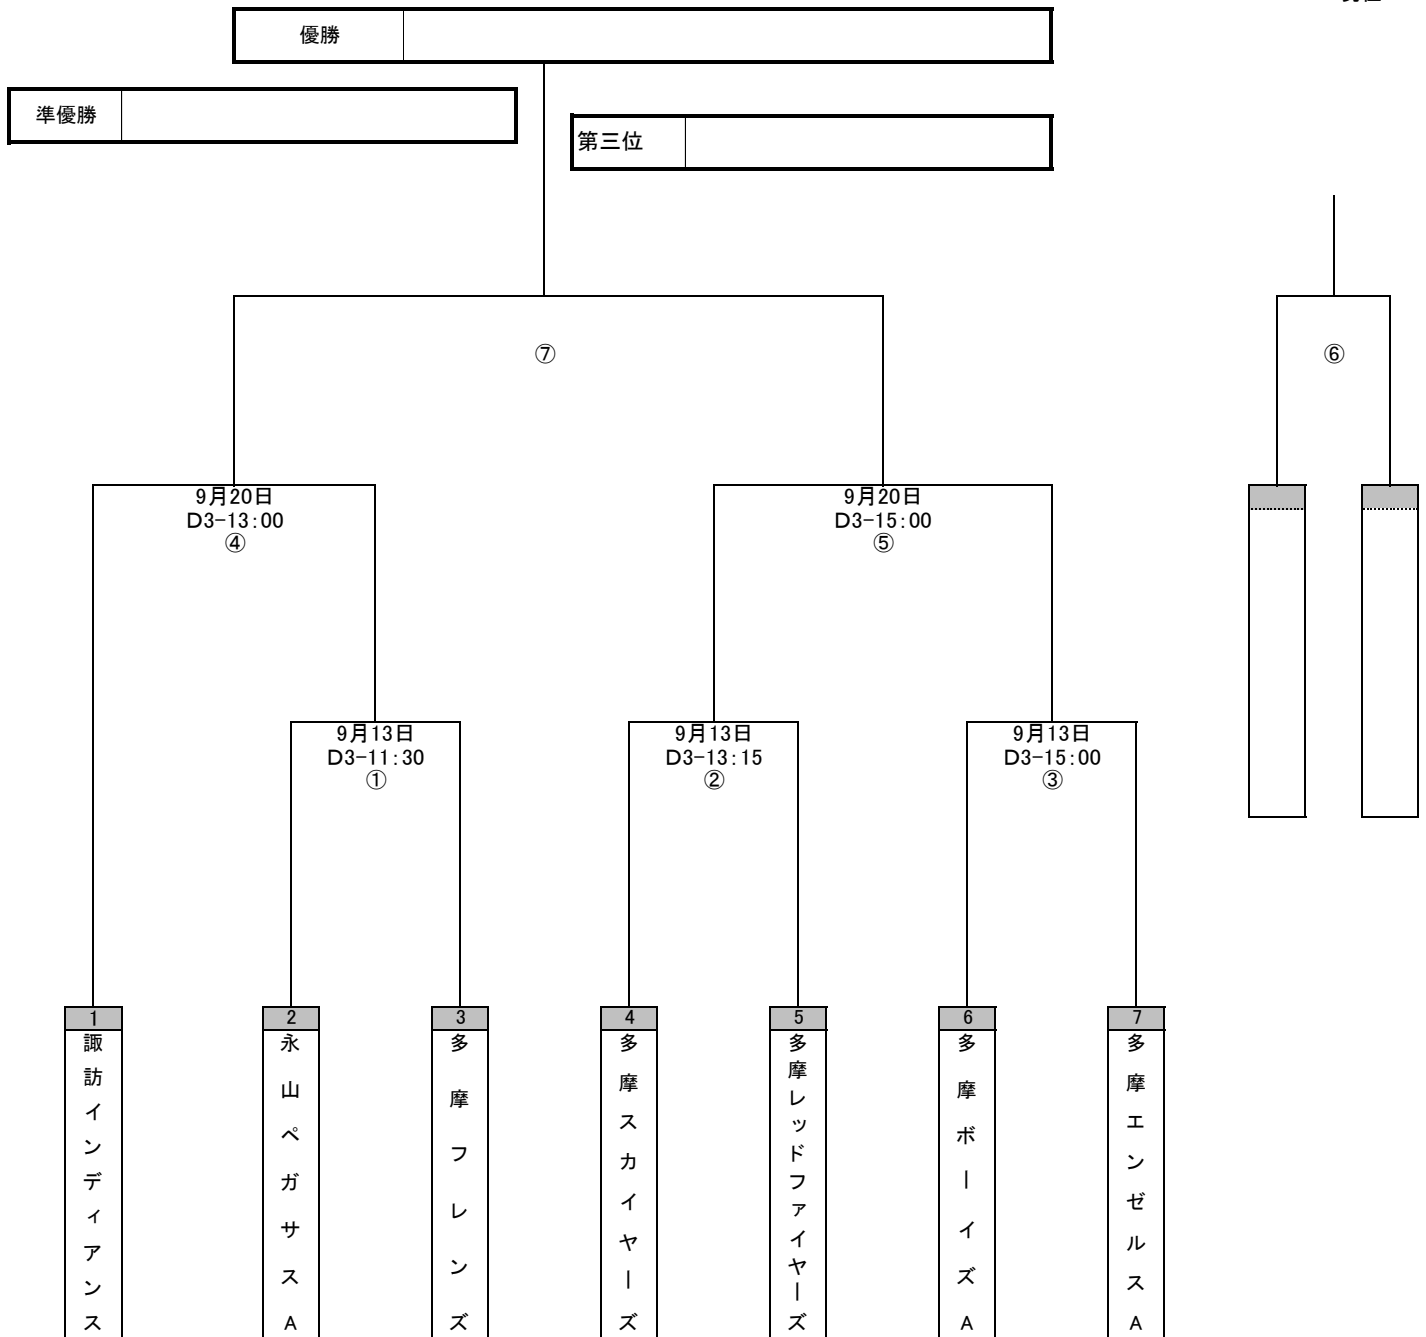 優勝
準優勝
第三位
⑦
⑥
9月20日
D3-13:00
④
9月20日
D3-15:00
⑤
9月13日
D3-11:30
①
9月13日
D3-13:15
②
9月13日
D3-15:00
③
1
諏訪インディアンス
2
永山ペガサスA
3
多摩フレンズ
4
多摩スカイヤーズ
5
多摩レッドファイヤーズ
6
多摩ボーイズA
7
多摩エンゼルスA